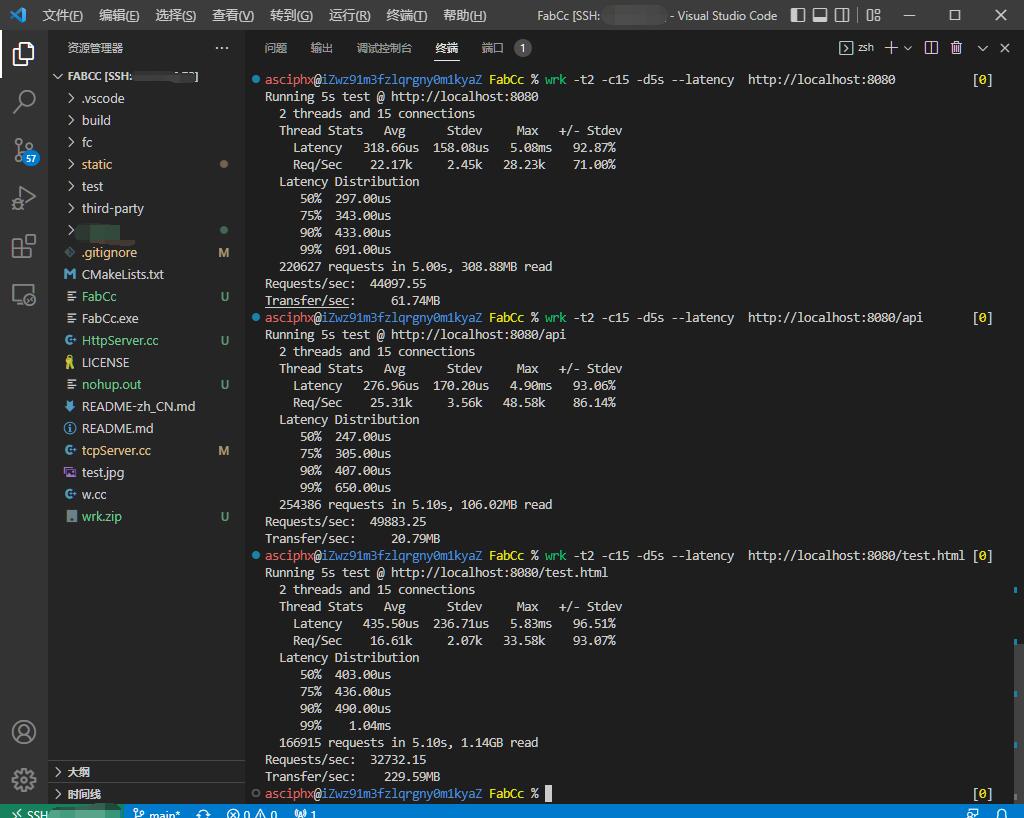 文件(F) 编辑(E) 选择(S) 查看(V) 转到(G) 运行(R) 终端(T) 帮助(H) FabCc [SSH: - Visual Studio Code
资源管理器 ···
FABCC [SSH: ]
.vscode
build
fc
static
test
third-party
.gitignore M
CMakeLists.txt
FabCc U
FabCc.exe
HttpServer.cc U
LICENSE
nohup.out U
README-zh_CN.md
README.md
tcpServer.cc M
test.jpg
w.cc
wrk.zip U
大纲
时间线
57
问题 输出 调试控制台 终端 端口 1 zsh
asciphx@iZwz91m3fzlqrgny0m1kyaZ FabCc % wrk -t2 -c15 -d5s --latency http://localhost:8080 [0]
Running 5s test @ http://localhost:8080
2 threads and 15 connections
Thread Stats Avg Stdev Max +/- Stdev
Latency 318.66us 158.08us 5.08ms 92.87%
Req/Sec 22.17k 2.45k 28.23k 71.00%
Latency Distribution
50% 297.00us
75% 343.00us
90% 433.00us
99% 691.00us
220627 requests in 5.00s, 308.88MB read
Requests/sec: 44097.55
Transfer/sec: 61.74MB
asciphx@iZwz91m3fzlqrgny0m1kyaZ FabCc % wrk -t2 -c15 -d5s --latency http://localhost:8080/api [0]
Running 5s test @ http://localhost:8080/api
2 threads and 15 connections
Thread Stats Avg Stdev Max +/- Stdev
Latency 276.96us 170.20us 4.90ms 93.06%
Req/Sec 25.31k 3.56k 48.58k 86.14%
Latency Distribution
50% 247.00us
75% 305.00us
90% 407.00us
99% 650.00us
254386 requests in 5.10s, 106.02MB read
Requests/sec: 49883.25
Transfer/sec: 20.79MB
asciphx@iZwz91m3fzlqrgny0m1kyaZ FabCc % wrk -t2 -c15 -d5s --latency http://localhost:8080/test.html [0]
Running 5s test @ http://localhost:8080/test.html
2 threads and 15 connections
Thread Stats Avg Stdev Max +/- Stdev
Latency 435.50us 236.71us 5.83ms 96.51%
Req/Sec 16.61k 2.07k 33.58k 93.07%
Latency Distribution
50% 403.00us
75% 436.00us
90% 490.00us
99% 1.04ms
166915 requests in 5.10s, 1.14GB read
Requests/sec: 32732.15
Transfer/sec: 229.59MB
asciphx@iZwz91m3fzlqrgny0m1kyaZ FabCc % [0]
SSH main* 0 0 1